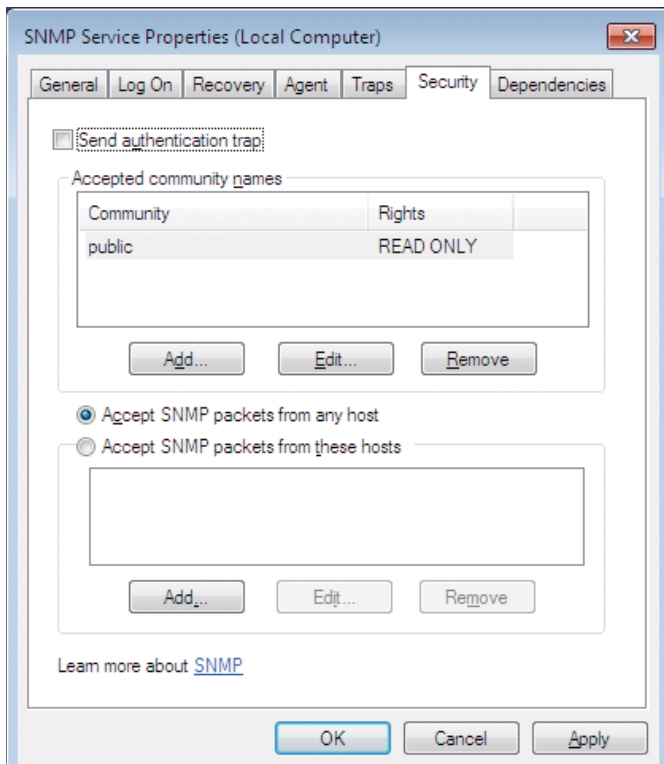 SNMP Service Properties (Local Computer)
General Log On Recovery Agent Traps Security Dependencies
Send authentication trap
Accepted community names
Community Rights
public READ ONLY
Add... Edit... Remove
Accept SNMP packets from any host
Accept SNMP packets from these hosts
Add... Edit... Remove
Learn more about SNMP
OK Cancel Apply